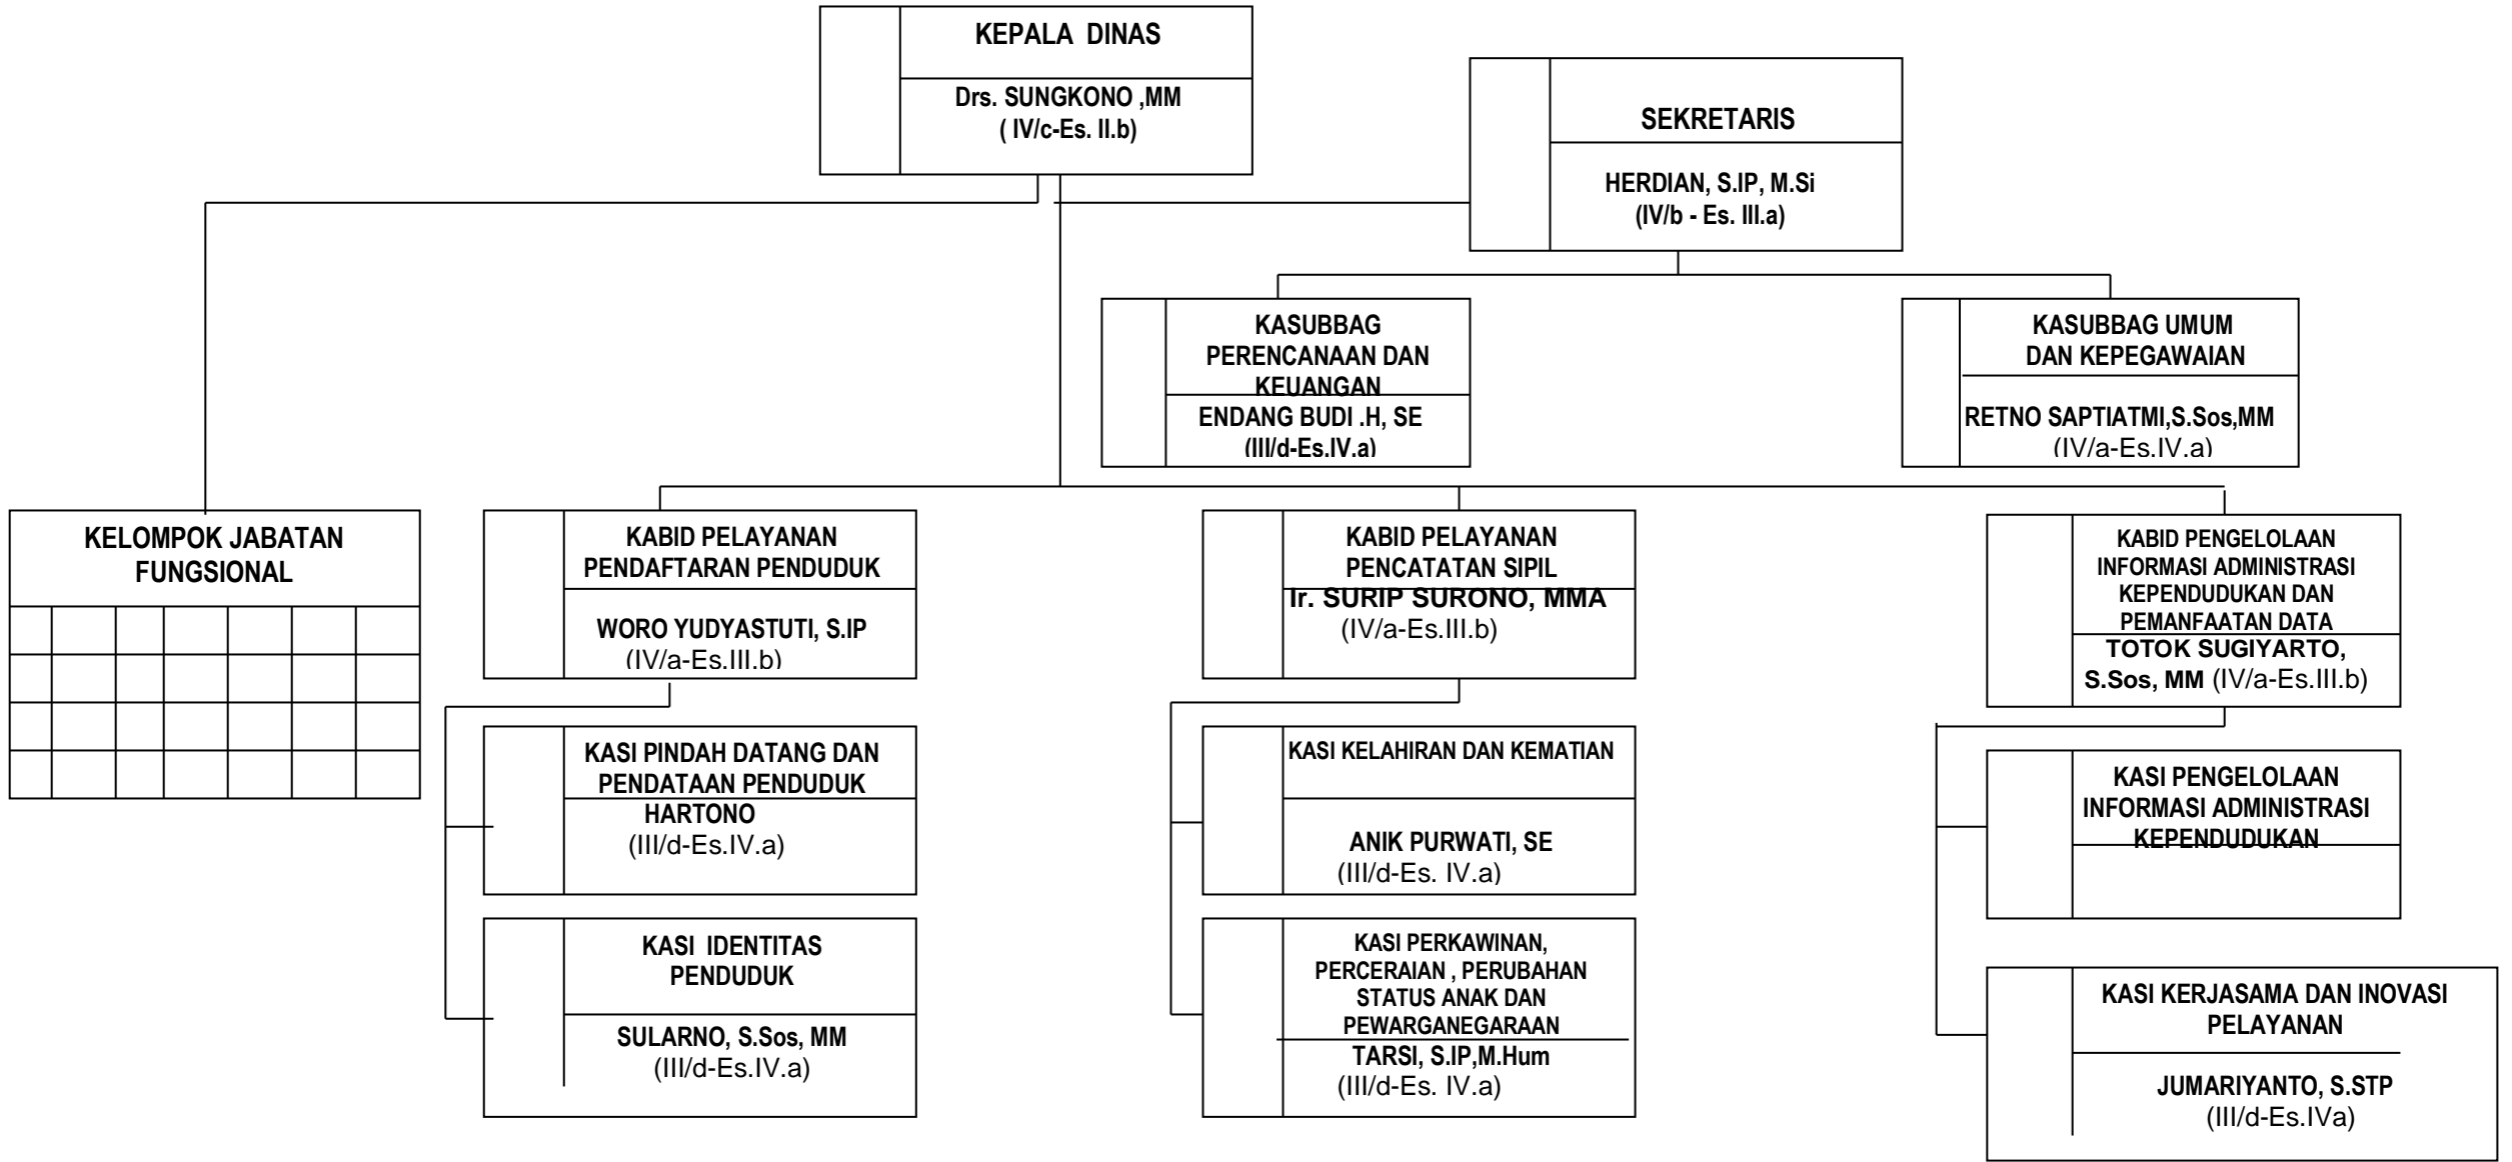 KEPALA DINAS
Drs. SUNGKONO ,MM
( IV/c-Es. II.b)
SEKRETARIS
HERDIAN, S.IP, M.Si
(IV/b - Es. III.a)
KASUBBAG
PERENCANAAN DAN
KEUANGAN
ENDANG BUDI .H, SE
(III/d-Es.IV.a)
KASUBBAG UMUM
DAN KEPEGAWAIAN
RETNO SAPTIATMI,S.Sos,MM
(IV/a-Es.IV.a)
KELOMPOK JABATAN
FUNGSIONAL
KABID PELAYANAN
PENDAFTARAN PENDUDUK
WORO YUDYASTUTI, S.IP
(IV/a-Es.III.b)
KABID PELAYANAN
PENCATATAN SIPIL
Ir. SURIP SURONO, MMA
(IV/a-Es.III.b)
KABID PENGELOLAAN
INFORMASI ADMINISTRASI
KEPENDUDUKAN DAN
PEMANFAATAN DATA
TOTOK SUGIYARTO,
S.Sos, MM (IV/a-Es.III.b)
KASI PINDAH DATANG DAN
PENDATAAN PENDUDUK
HARTONO
(III/d-Es.IV.a)
KASI KELAHIRAN DAN KEMATIAN
ANIK PURWATI, SE
(III/d-Es. IV.a)
KASI PENGELOLAAN
INFORMASI ADMINISTRASI
KEPENDUDUKAN
KASI IDENTITAS
PENDUDUK
SULARNO, S.Sos, MM
(III/d-Es.IV.a)
KASI PERKAWINAN,
PERCERAIAN , PERUBAHAN
STATUS ANAK DAN
PEWARGANEGARAAN
TARSI, S.IP,M.Hum
(III/d-Es. IV.a)
KASI KERJASAMA DAN INOVASI
PELAYANAN
JUMARIYANTO, S.STP
(III/d-Es.IVa)